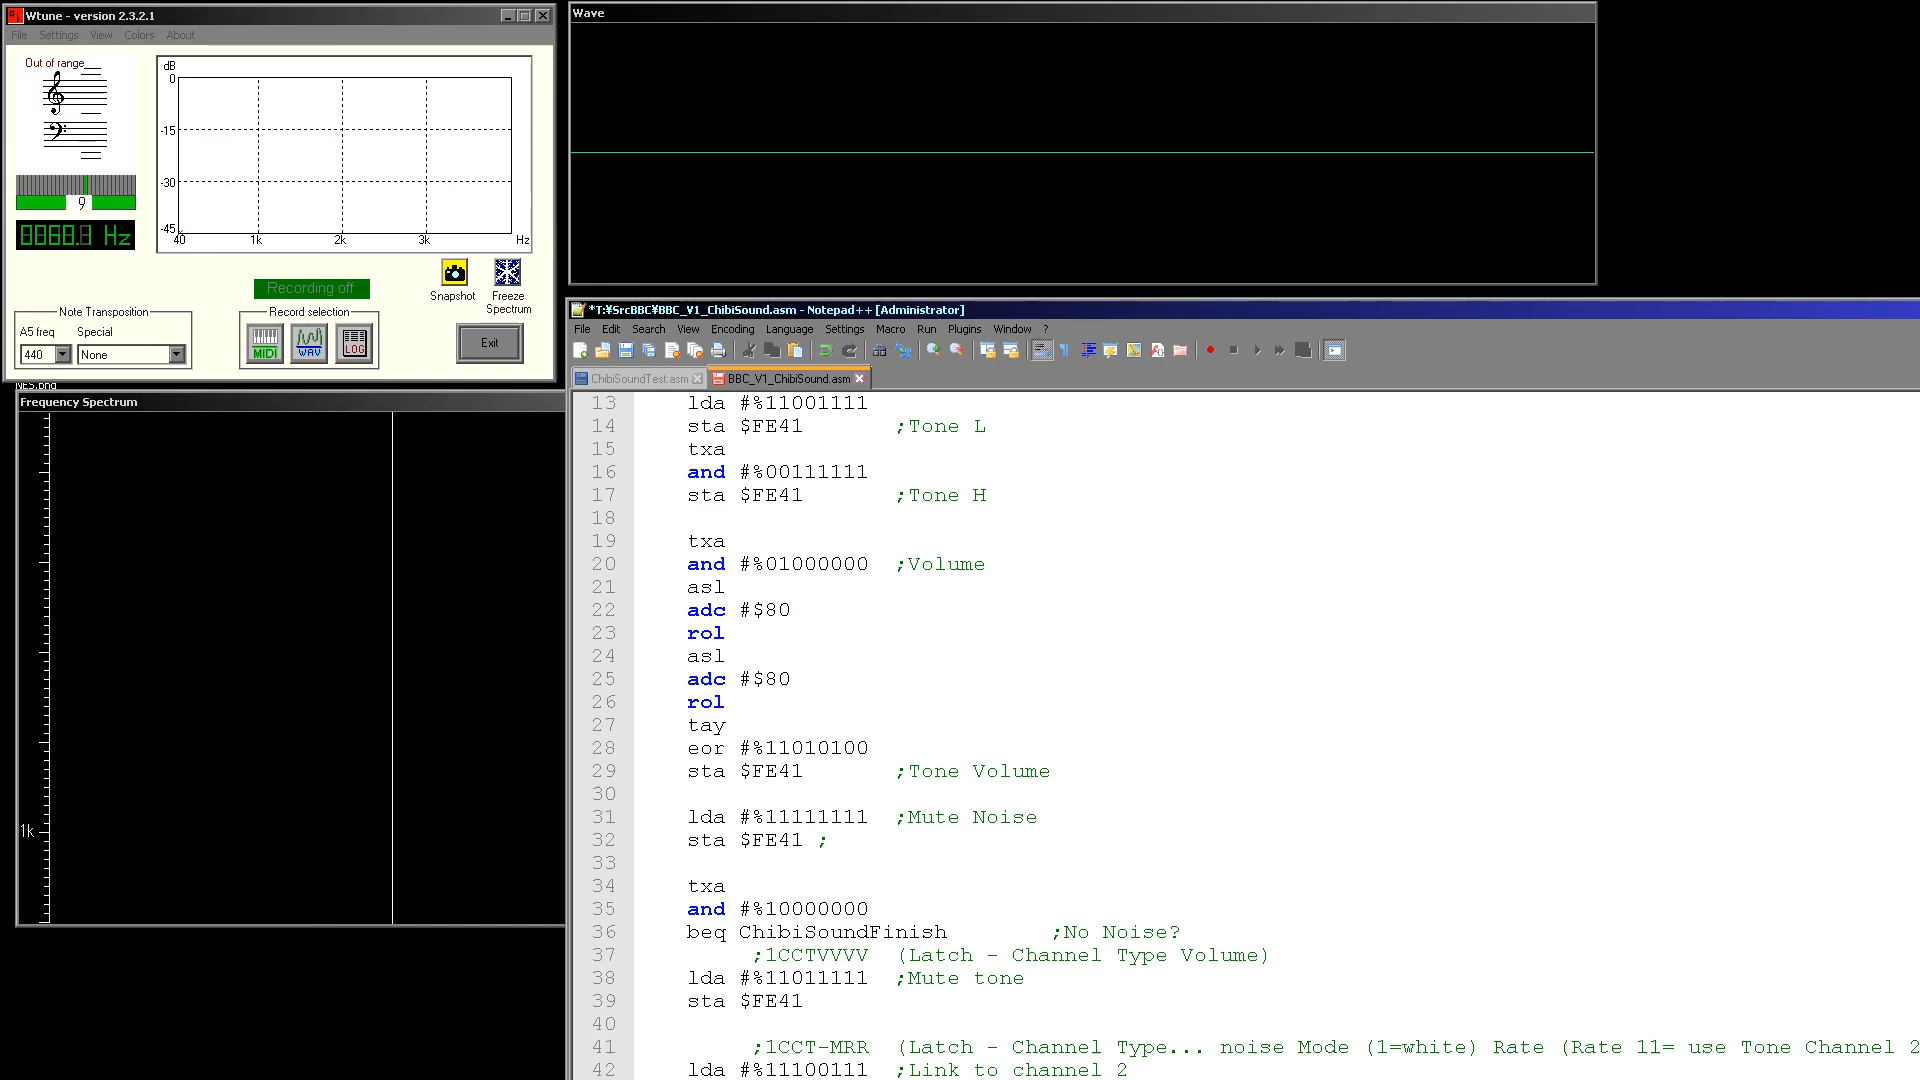 Wtune - version 2.3.2.1
File Settings View Colors About
Out of range
dB
0
-15
-30
-45
40 1k 2k 3k Hz
9
0060.1 Hz
Recording off
Snapshot
Freeze
Spectrum
Note Transposition
A5 freq Special
440 None
Record selection
MIDI WAV LOG
Exit
NES.png
Frequency Spectrum
1k
Wave
*T:¥SrcBBC¥BBC_V1_ChibiSound.asm - Notepad++ [Administrator]
File Edit Search View Encoding Language Settings Macro Run Plugins Window ?
ChibiSoundTest.asm BBC_V1_ChibiSound.asm
13 lda #%11001111
14 sta $FE41 ;Tone L
15 txa
16 and #%00111111
17 sta $FE41 ;Tone H
18
19 txa
20 and #%01000000 ;Volume
21 asl
22 adc #$80
23 rol
24 asl
25 adc #$80
26 rol
27 tay
28 eor #%11010100
29 sta $FE41 ;Tone Volume
30
31 lda #%11111111 ;Mute Noise
32 sta $FE41 ;
33
34 txa
35 and #%10000000
36 beq ChibiSoundFinish ;No Noise?
37 ;1CCTVVVV (Latch - Channel Type Volume)
38 lda #%11011111 ;Mute tone
39 sta $FE41
40
41 ;1CCT-MRR (Latch - Channel Type... noise Mode (1=white) Rate (Rate 11= use Tone Channel 2
42 lda #%11100111 ;Link to channel 2